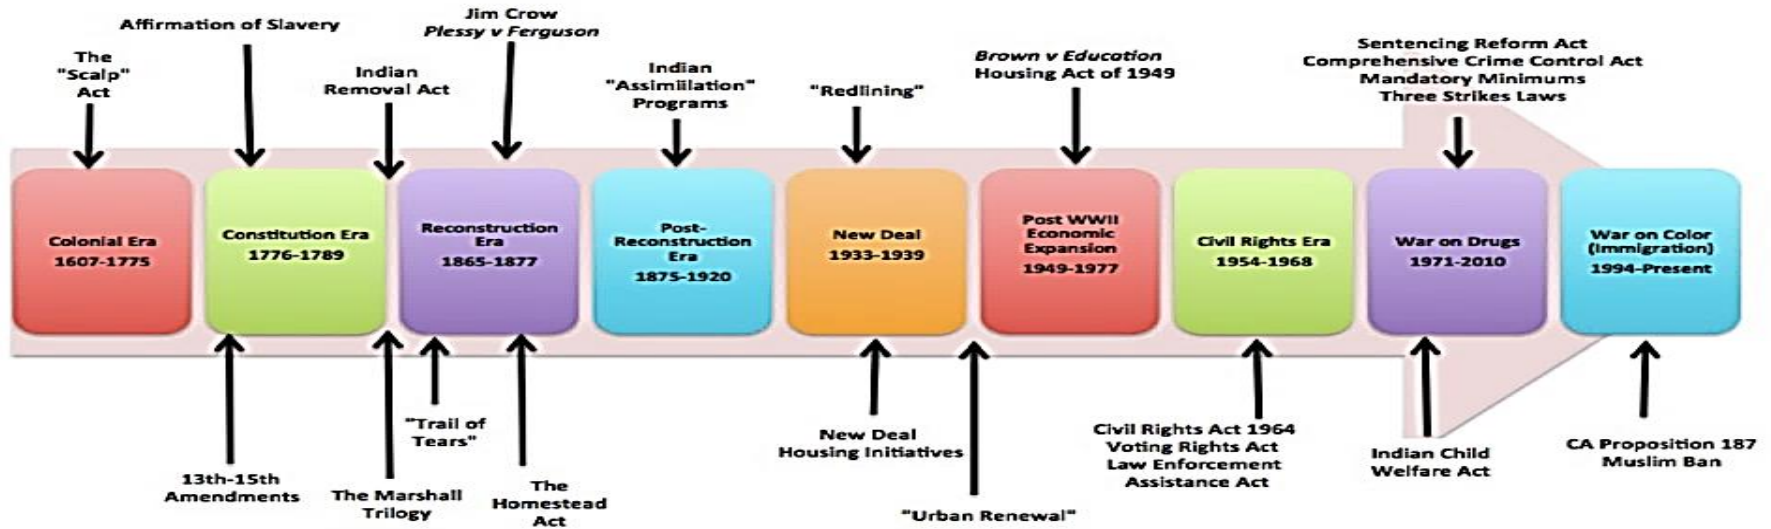 The
"Scalp"
Act
Affirmation of Slavery
Indian
Removal Act
Jim Crow
Plessy v Ferguson
Indian
"Assimilation"
Programs
"Redlining"
Brown v Education
Housing Act of 1949
Sentencing Reform Act
Comprehensive Crime Control Act
Mandatory Minimums
Three Strikes Laws
Colonial Era
1607-1775
Constitution Era
1776-1789
Reconstruction
Era
1865-1877
Post-
Reconstruction
Era
1875-1920
New Deal
1933-1939
Post WWII
Economic
Expansion
1949-1977
Civil Rights Era
1954-1968
War on Drugs
1971-2010
War on Color
(Immigration)
1994-Present
13th-15th
Amendments
The Marshall
Trilogy
"Trail of
Tears"
The
Homestead
Act
New Deal
Housing Initiatives
"Urban Renewal"
Civil Rights Act 1964
Voting Rights Act
Law Enforcement
Assistance Act
Indian Child
Welfare Act
CA Proposition 187
Muslim Ban